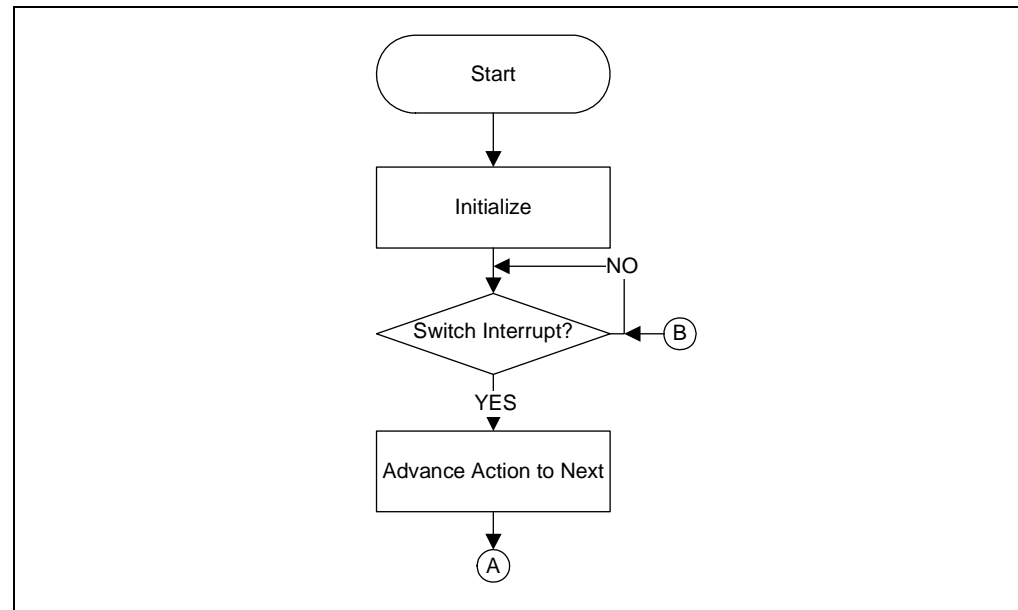 Start
Initialize
NO
Switch Interrupt?
B
YES
Advance Action to Next
A